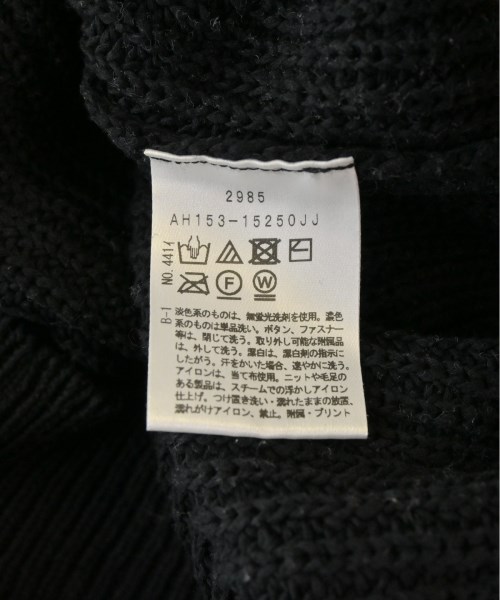 2985
AH153-15250JJ
NO.441イ
F
W
B-1
淡色系のものは、無蛍光洗剤を使用。濃色
系のものは単品洗い。ボタン、ファスナー
等は、閉じて洗う。取り外し可能な附属品
は、外して洗う。漂白は、漂白剤の指示に
したがう。汗をかいた場合、速やかに洗う。
アイロンは、当て布使用。ニットや毛足の
ある製品は、スチームでの浮かしアイロン
仕上げ。つけ置き洗い・濡れたままの放置、
濡れがけアイロン、禁止。附属・プリント